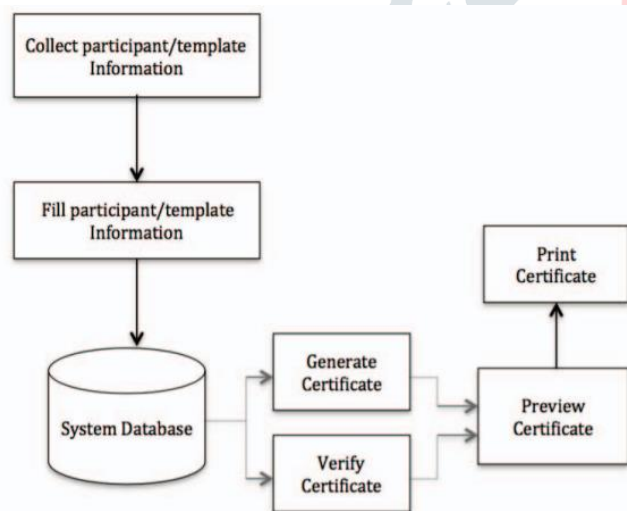 Collect participant/template
Information
Fill participant/template
Information
System Database
Generate
Certificate
Verify
Certificate
Preview
Certificate
Print
Certificate